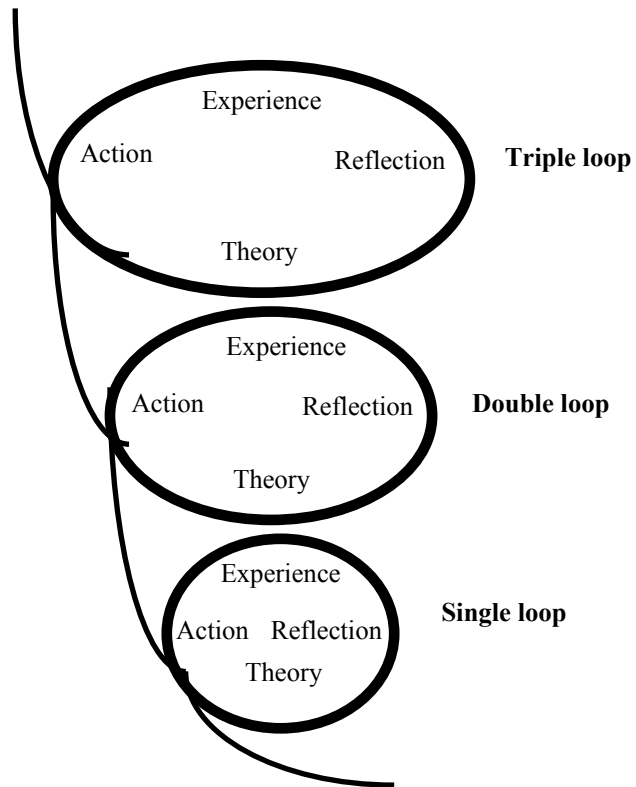 Experience
Action
Reflection
Triple loop
Theory
Experience
Action
Reflection
Double loop
Theory
Experience
Action Reflection
Single loop
Theory